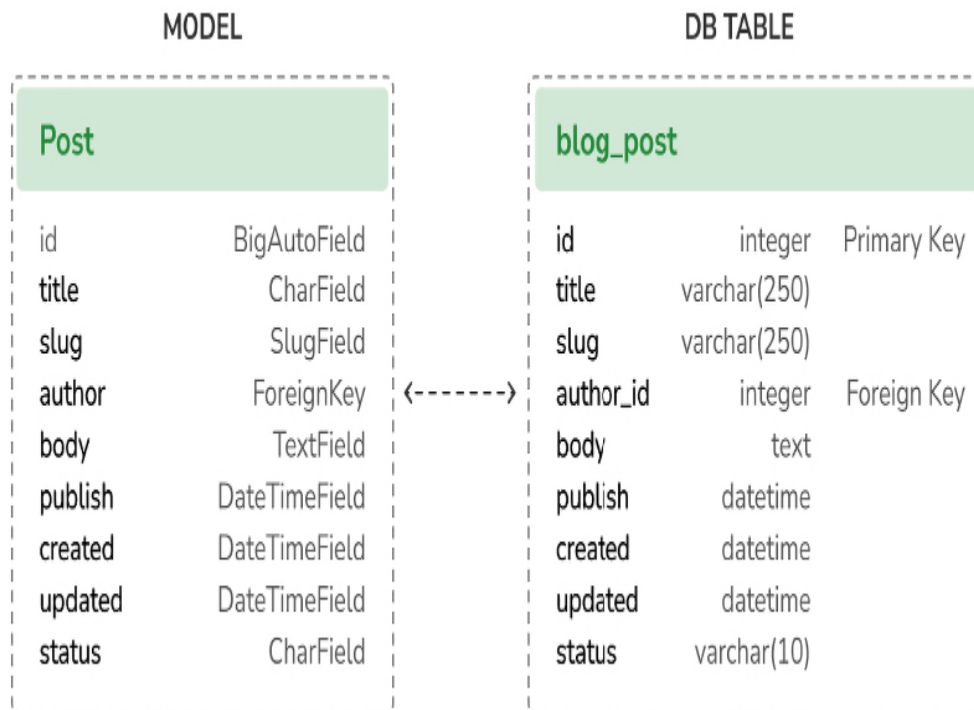 MODEL
DB TABLE
Post
blog_post
id BigAutoField
id integer Primary Key
title CharField
title varchar(250)
slug SlugField
slug varchar(250)
author ForeignKey
author_id integer Foreign Key
body TextField
body text
publish DateTimeField
publish datetime
created DateTimeField
created datetime
updated DateTimeField
updated datetime
status CharField
status varchar(10)